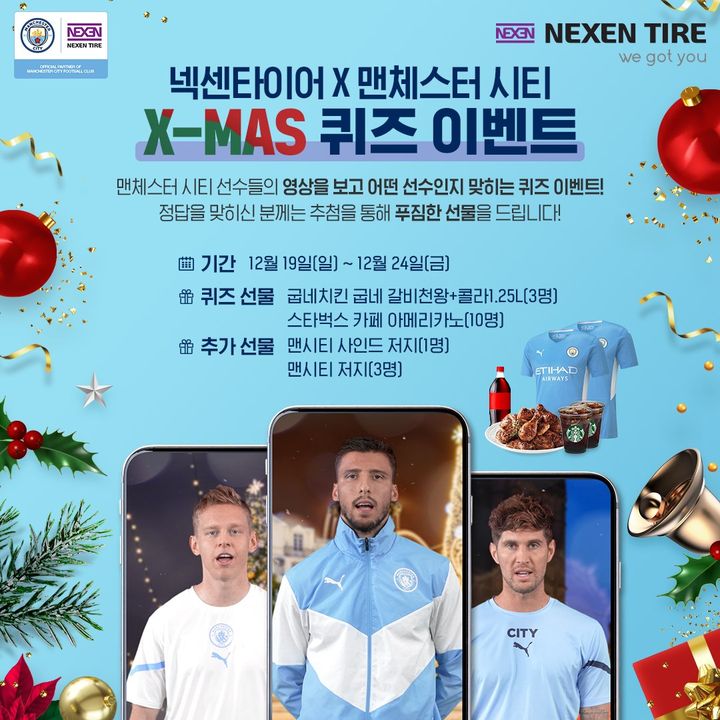 MANCHESTER
CITY
NEXEN
NEXEN TIRE
OFFICIAL PARTNER OF
MANCHESTER CITY FOOTBALL CLUB
NEXEN NEXEN TIRE
we got you
넥센타이어 X 맨체스터 시티
X-MAS 퀴즈 이벤트
맨체스터 시티 선수들의 영상을 보고 어떤 선수인지 맞히는 퀴즈 이벤트!
정답을 맞히신 분께는 추첨을 통해 푸짐한 선물을 드립니다!
기간 12월 19일(일) ~ 12월 24일(금)
퀴즈 선물 굽네치킨 굽네 갈비천왕+콜라1.25L(3명)
스타벅스 카페 아메리카노(10명)
추가 선물 맨시티 사인드 저지(1명)
맨시티 저지(3명)
ETIHAD
AIRWAYS
CITY